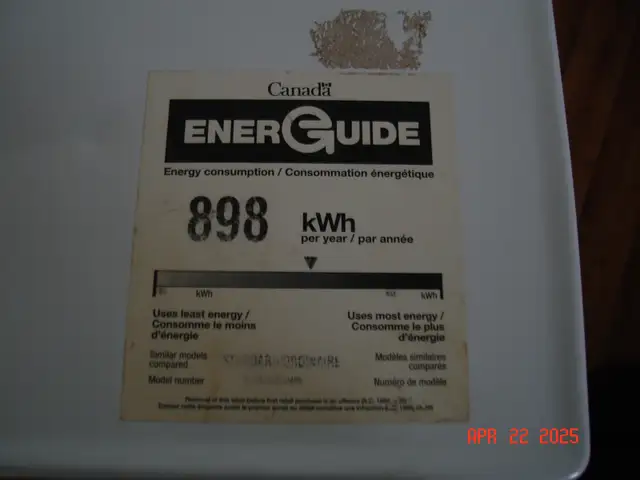 Canada
ENERGUIDE
Energy consumption / Consommation énergétique
898 kWh
per year / par année
kWh kWh
Uses least energy / Uses most energy /
Consomme le moins Consomme le plus
d'énergie d'énergie
Similar models Modèles similaires
compared comparés
Model number Numéro de modèle
APR 22 2025